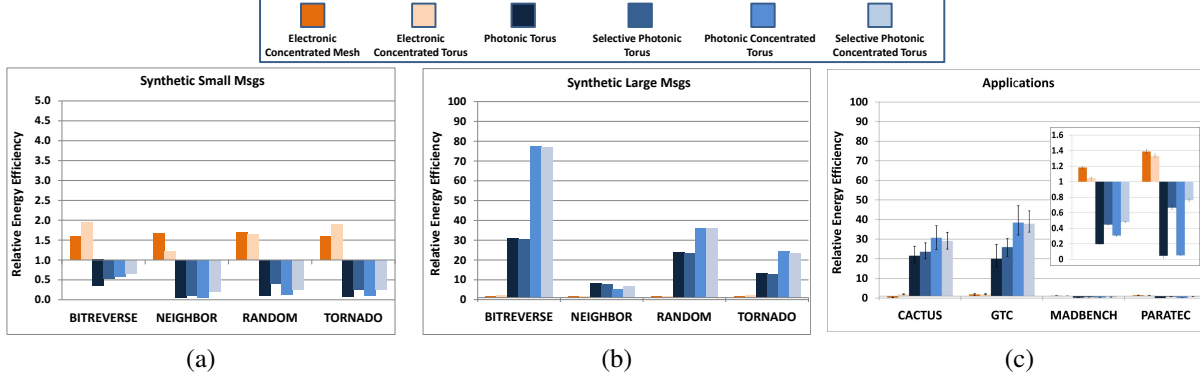 Electronic Concentrated Mesh
Electronic Concentrated Torus
Photonic Torus
Selective Photonic Torus
Photonic Concentrated Torus
Selective Photonic Concentrated Torus
Synthetic Small Msgs
Relative Energy Efficiency
5.0
4.5
4.0
3.5
3.0
2.5
2.0
1.5
1.0
0.5
0.0
BITREVERSE NEIGHBOR RANDOM TORNADO
(a)
Synthetic Large Msgs
Relative Energy Efficiency
100
90
80
70
60
50
40
30
20
10
0
BITREVERSE NEIGHBOR RANDOM TORNADO
(b)
Applications
Relative Energy Efficiency
100
90
80
70
60
50
40
30
20
10
0
1.6
1.4
1.2
1
0.8
0.6
0.4
0.2
0
CACTUS GTC MADBENCH PARATEC
(c)